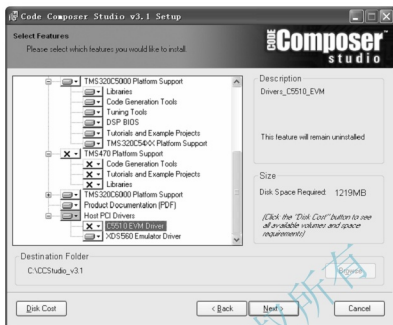 Code Composer Studio v3.1 Setup
Select Features
Please select which features you would like to install.
Composer
studio
TMS320C5000 Platform Support
Libraries
Code Generation Tools
Tuning Tools
DSP BIOS
Tutorials and Example Projects
TMS320C54XX Platform Support
TMS470 Platform Support
Code Generation Tools
Tutorials and Example Projects
Libraries
TMS320C6000 Platform Support
Product Documentation (PDF)
Host PCI Drivers
C5510 EVM Driver
XDS560 Emulator Driver
Description
Drivers_C5510_EVM
This feature will remain uninstalled
Size
Disk Space Required: 1219MB
(Click the "Disk Cost" button to see
all available volumes and space
requirements)
Destination Folder
C:\CCStudio_v3.1
Browse
Disk Cost
< Back
Next >
Cancel
所有